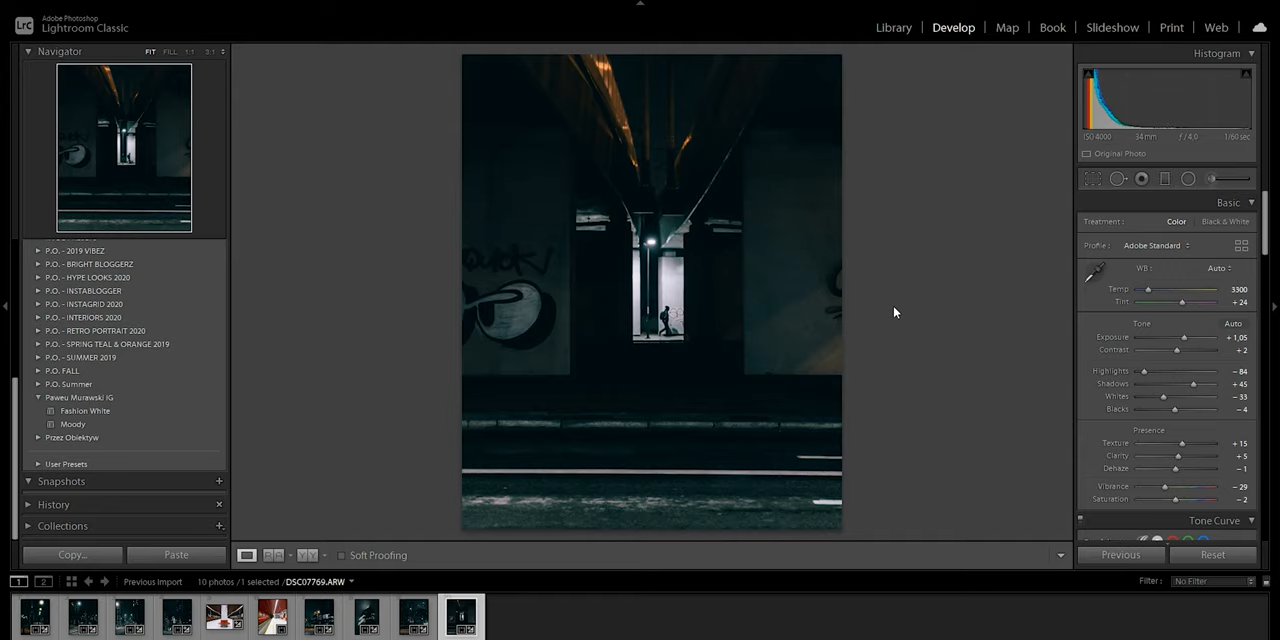 LrC
Adobe Photoshop
Lightroom Classic
Library | Develop | Map | Book | Slideshow | Print | Web
Navigator FIT FILL 1:1 3:1
P.O. - 2019 VIBEZ
P.O. - BRIGHT BLOGGERZ
P.O. - HYPE LOOKS 2020
P.O. - INSTABLOGGER
P.O. - INSTAGRID 2020
P.O. - INTERIORS 2020
P.O. - RETRO PORTRAIT 2020
P.O. - SPRING TEAL & ORANGE 2019
P.O. - SUMMER 2019
P.O. FALL
P.O. Summer
Paweu Murawski IG
Fashion White
Moody
Przez Obiektyw
User Presets
Snapshots +
History ×
Collections +
Copy... Paste
Soft Proofing
Histogram
ISO 4000 34 mm ƒ / 4,0 1/60 sec
Original Photo
Basic
Treatment : Color | Black & White
Profile : Adobe Standard
WB : Auto
Temp 3300
Tint + 24
Tone Auto
Exposure + 1,05
Contrast + 2
Highlights − 84
Shadows + 45
Whites − 33
Blacks − 4
Presence
Texture + 15
Clarity + 5
Dehaze − 1
Vibrance − 29
Saturation − 2
Tone Curve
Previous Reset
1 2 Previous Import 10 photos / 1 selected / DSC07769.ARW Filter : No Filter